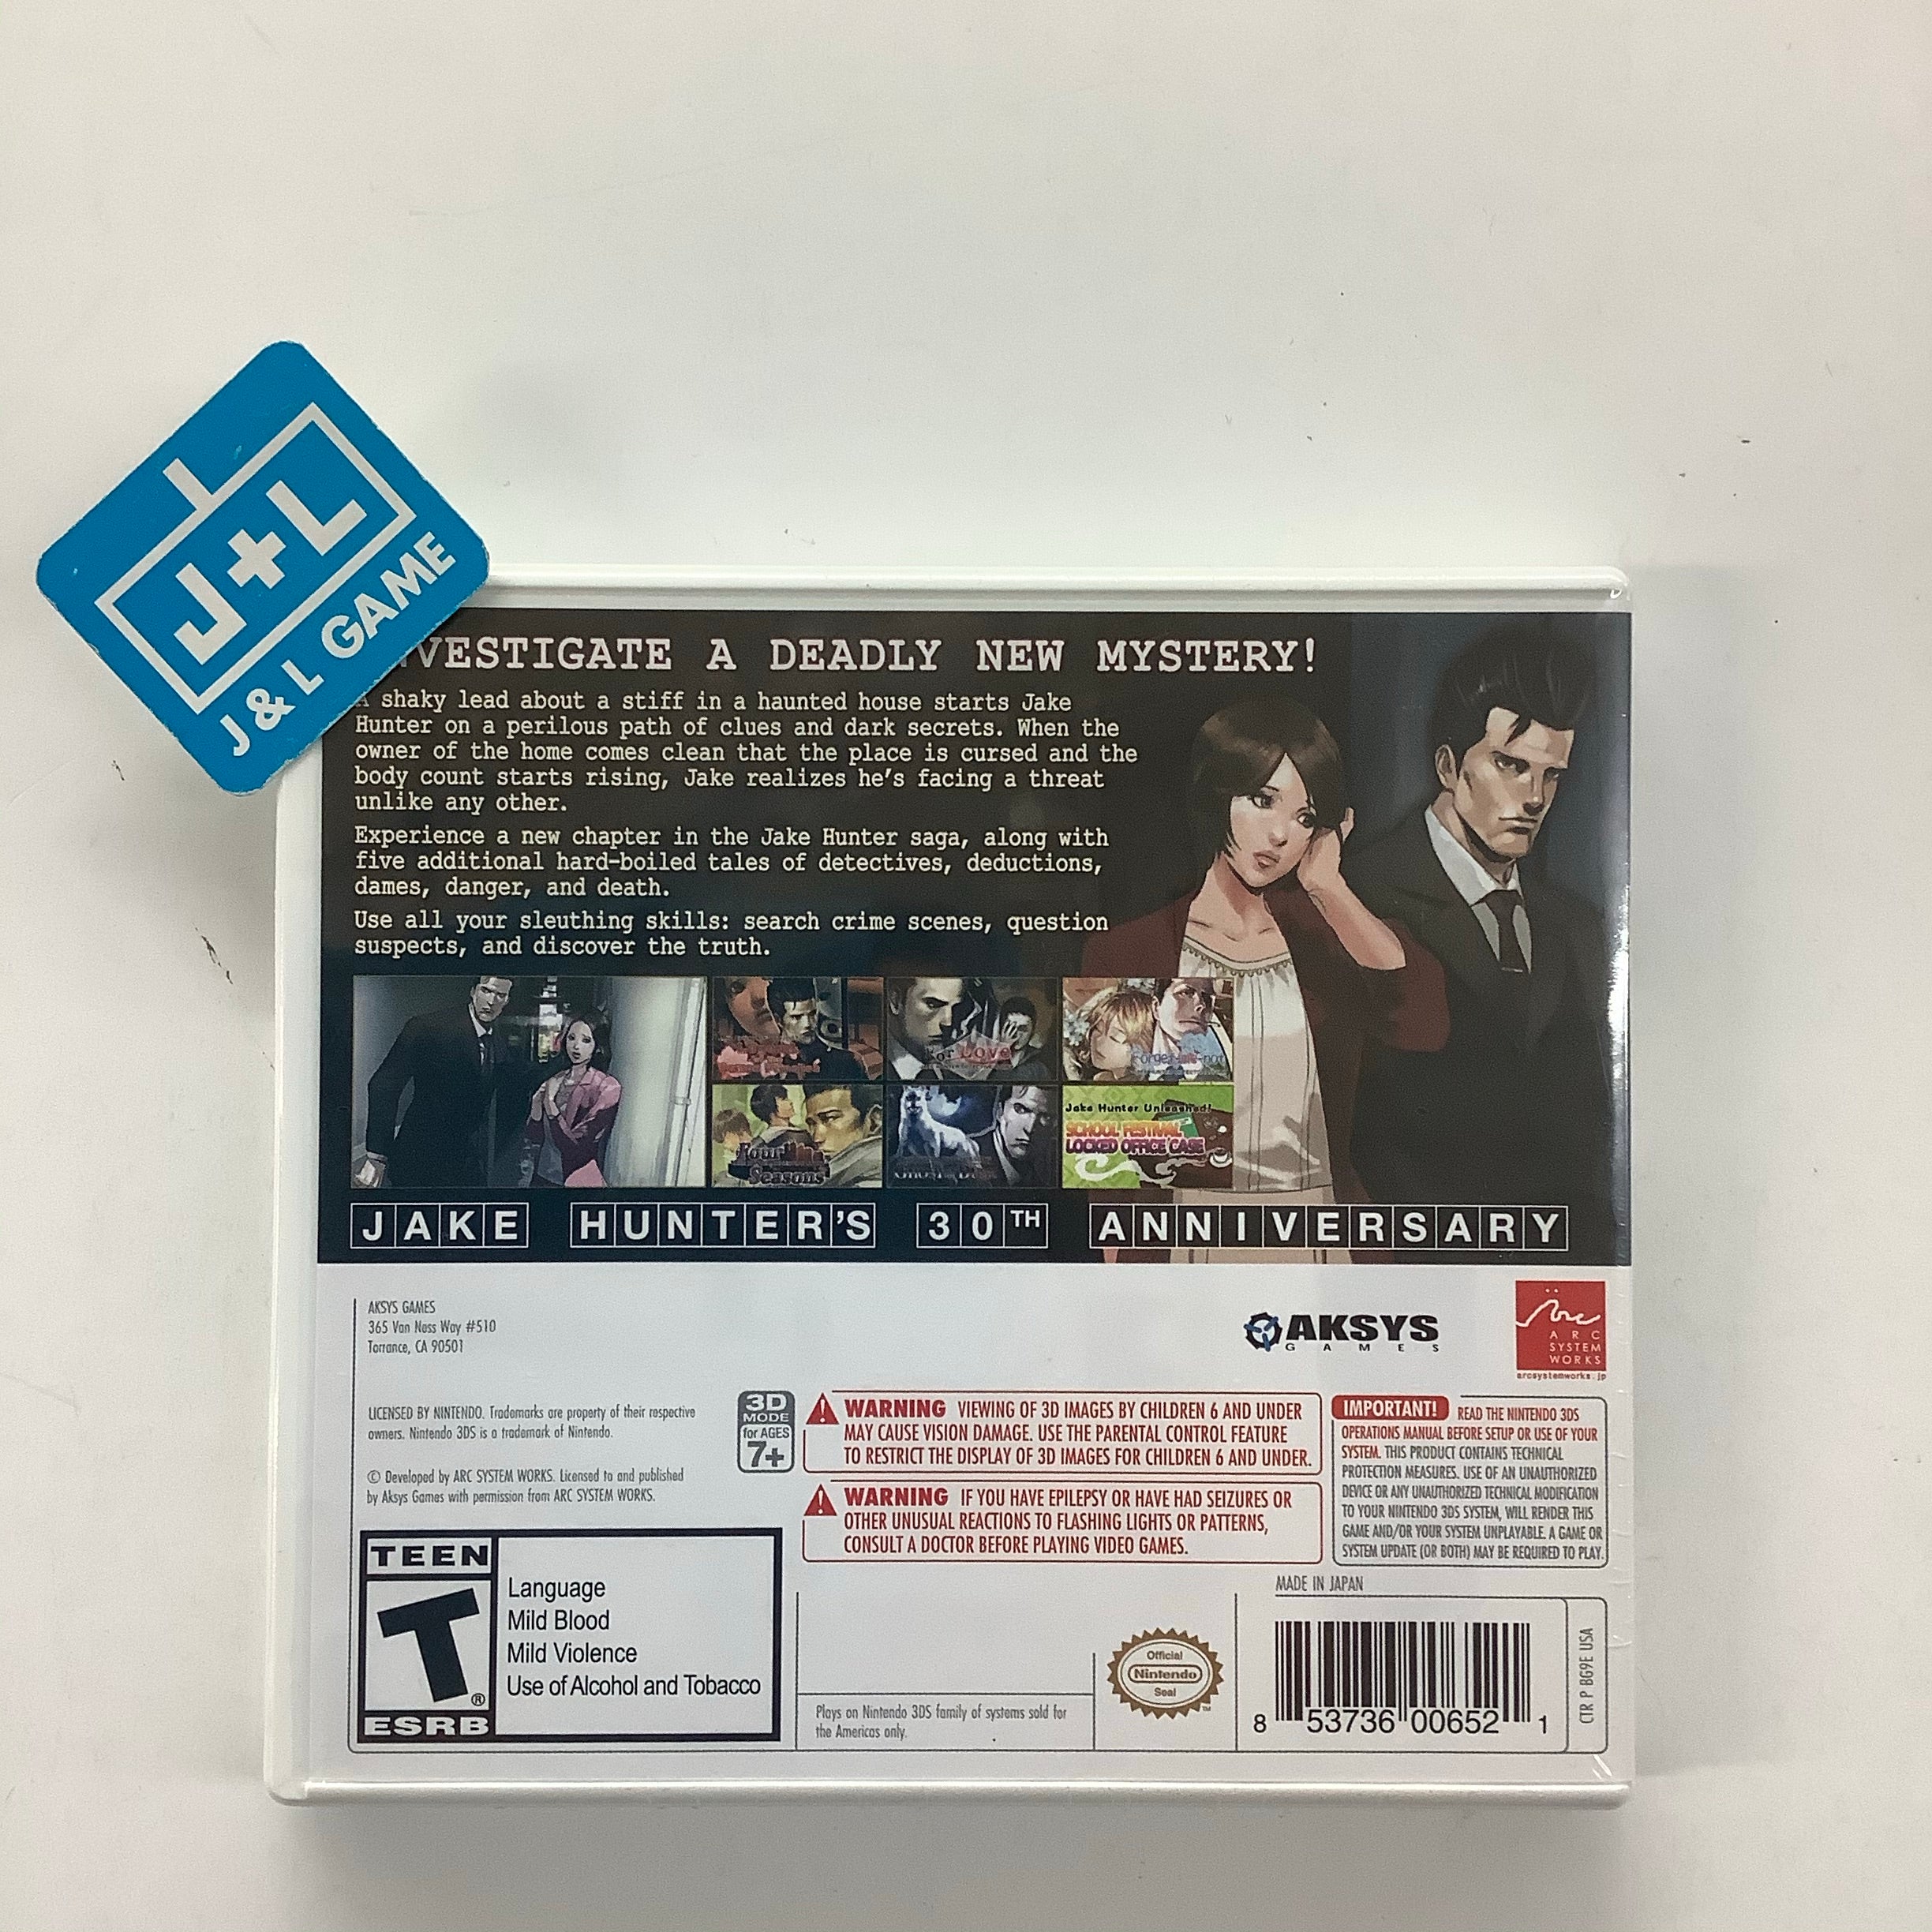 J+L
J & L GAME
VESTIGATE A DEADLY NEW MYSTERY!
shaky lead about a stiff in a haunted house starts Jake
Hunter on a perilous path of clues and dark secrets. When the
owner of the home comes clean that the place is cursed and the
body count starts rising, Jake realizes he's facing a threat
unlike any other.
Experience a new chapter in the Jake Hunter saga, along with
five additional hard-boiled tales of detectives, deductions,
dames, danger, and death.
Use all your sleuthing skills: search crime scenes, question
suspects, and discover the truth.
For Love
Forget-me-not
Seasons
Jake Hunter Unleashed!
SCHOOL FESTIVAL
LOCKED OFFICE CASE
JAKE HUNTER'S 30TH ANNIVERSARY
AKSYS GAMES
365 Van Ness Way #510
Torrance, CA 90501
AKSYS
GAMES
Arc
ARC
SYSTEM
WORKS
arcsystemworks.jp
LICENSED BY NINTENDO. Trademarks are property of their respective
owners. Nintendo 3DS is a trademark of Nintendo.
© Developed by ARC SYSTEM WORKS. Licensed to and published
by Aksys Games with permission from ARC SYSTEM WORKS.
3D
MODE
for AGES
7+
WARNING VIEWING OF 3D IMAGES BY CHILDREN 6 AND UNDER
MAY CAUSE VISION DAMAGE. USE THE PARENTAL CONTROL FEATURE
TO RESTRICT THE DISPLAY OF 3D IMAGES FOR CHILDREN 6 AND UNDER.
WARNING IF YOU HAVE EPILEPSY OR HAVE HAD SEIZURES OR
OTHER UNUSUAL REACTIONS TO FLASHING LIGHTS OR PATTERNS,
CONSULT A DOCTOR BEFORE PLAYING VIDEO GAMES.
IMPORTANT! READ THE NINTENDO 3DS
OPERATIONS MANUAL BEFORE SETUP OR USE OF YOUR
SYSTEM. THIS PRODUCT CONTAINS TECHNICAL
PROTECTION MEASURES. USE OF AN UNAUTHORIZED
DEVICE OR ANY UNAUTHORIZED TECHNICAL MODIFICATION
TO YOUR NINTENDO 3DS SYSTEM, WILL RENDER THIS
GAME AND/OR YOUR SYSTEM UNPLAYABLE. A GAME OR
SYSTEM UPDATE (OR BOTH) MAY BE REQUIRED TO PLAY.
TEEN
T®
ESRB
Language
Mild Blood
Mild Violence
Use of Alcohol and Tobacco
Plays on Nintendo 3DS family of systems sold for
the Americas only.
Official
Nintendo
Seal
TM
MADE IN JAPAN
8 53736 00652 1
CTR P BG9E USA